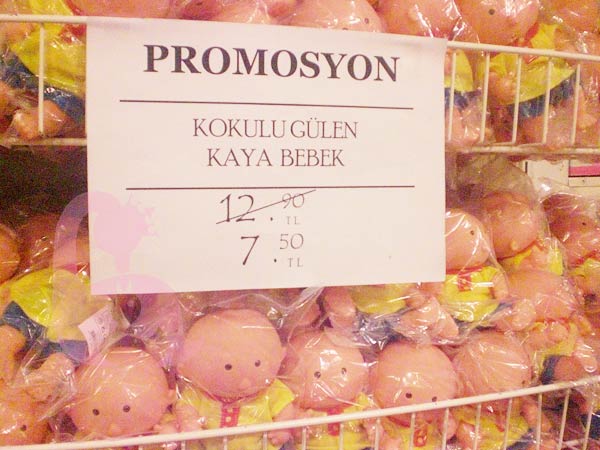 PROMOSYON
KOKULU GÜLEN
KAYA BEBEK
12.90
TL
7.50
TL